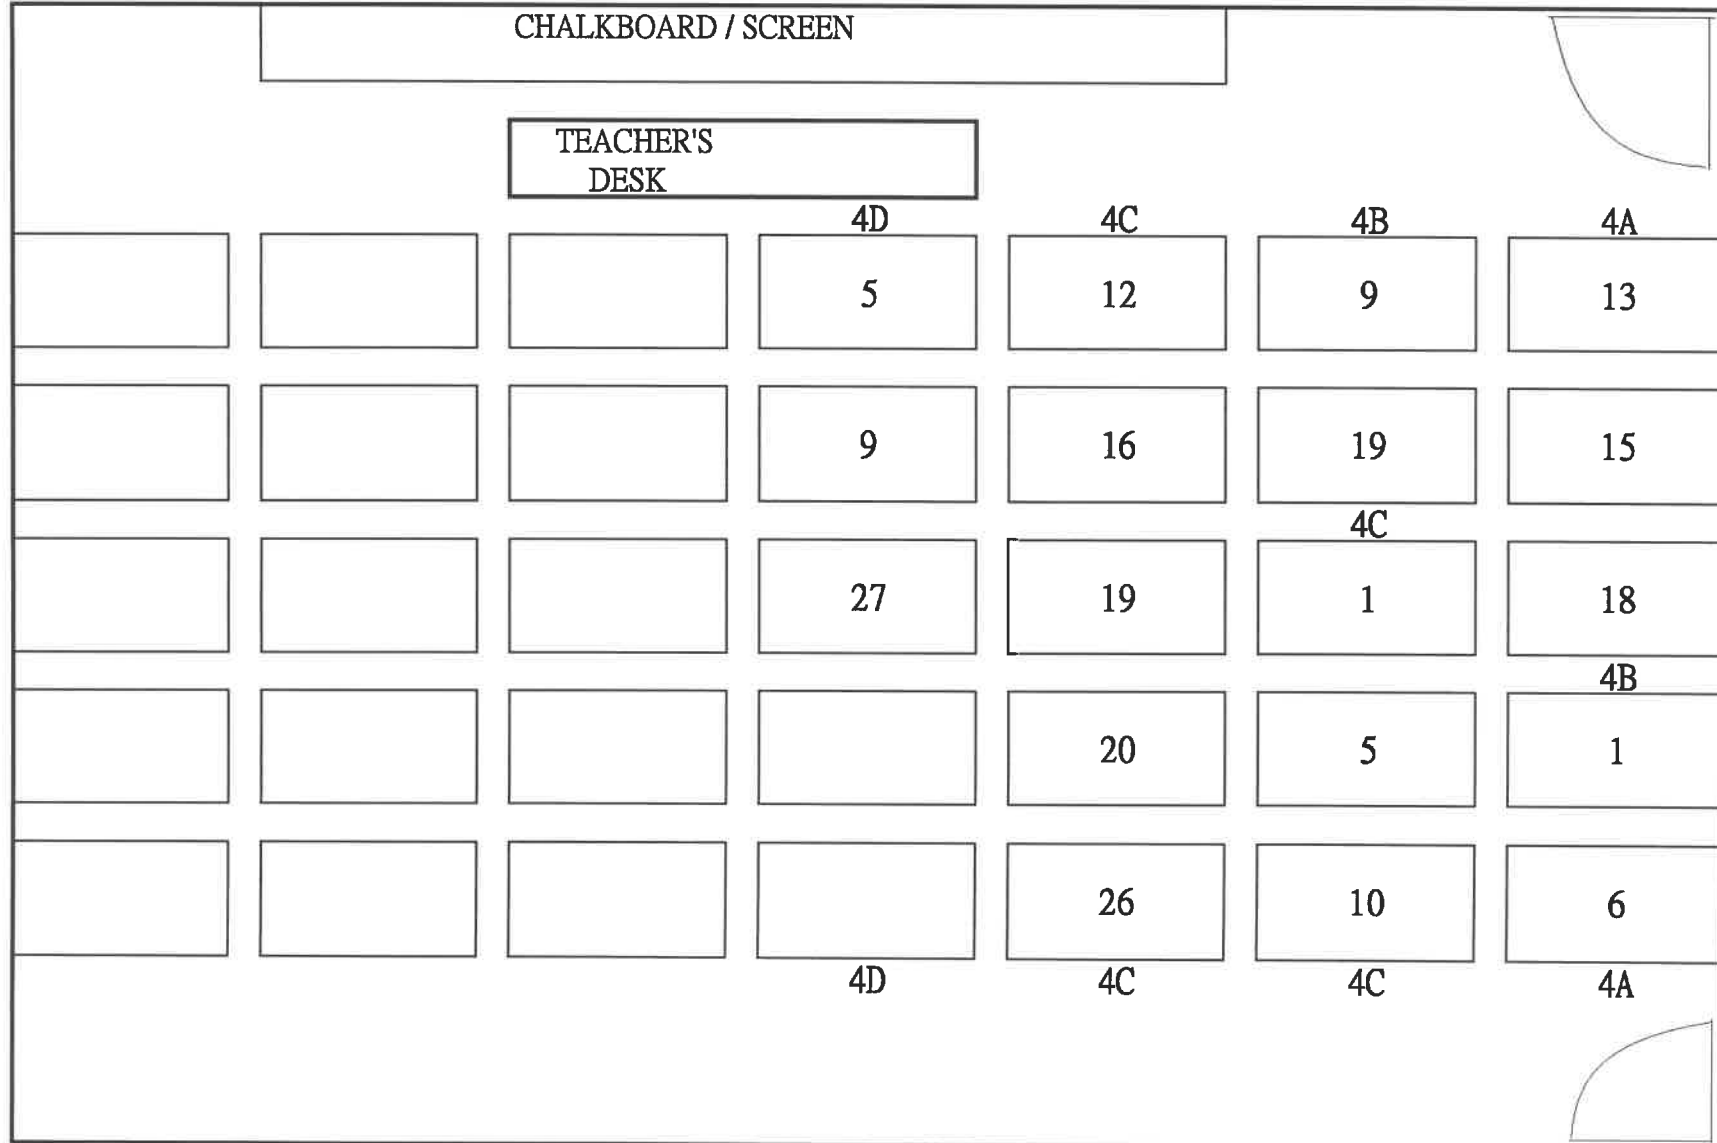 CHALKBOARD / SCREEN
TEACHER'S
DESK
4D 4C 4B 4A
5 12 9 13
9 16 19 15
4C
27 19 1 18
4B
20 5 1
26 10 6
4D 4C 4C 4A